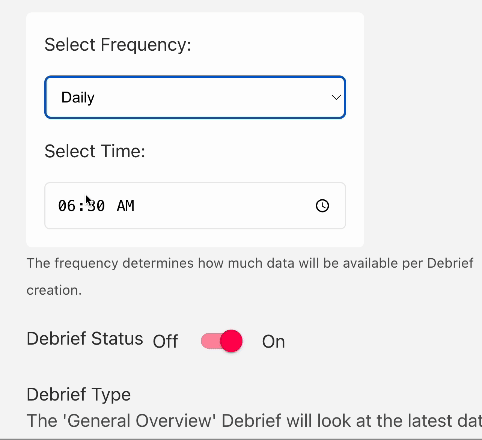 Select Frequency:
Daily
Select Time:
06:30 AM
The frequency determines how much data will be available per Debrief
creation.
Debrief Status Off On
Debrief Type
The 'General Overview' Debrief will look at the latest dat